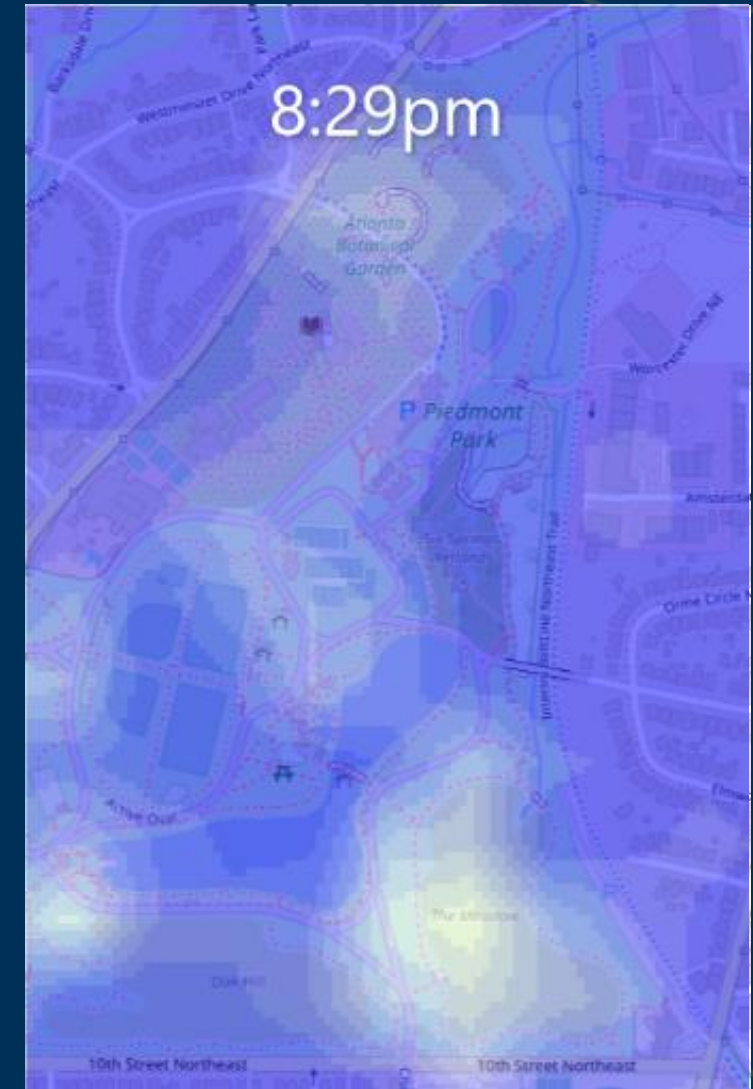 Westminster Drive Northeast
8:29pm
Atlanta
Botanical
Garden
Worcester Drive NE
P Piedmont
Park
Amsterda
Orme Circle N
Active Oval
The Meadow
Oak Hill
10th Street Northeast
10th Street Northeast